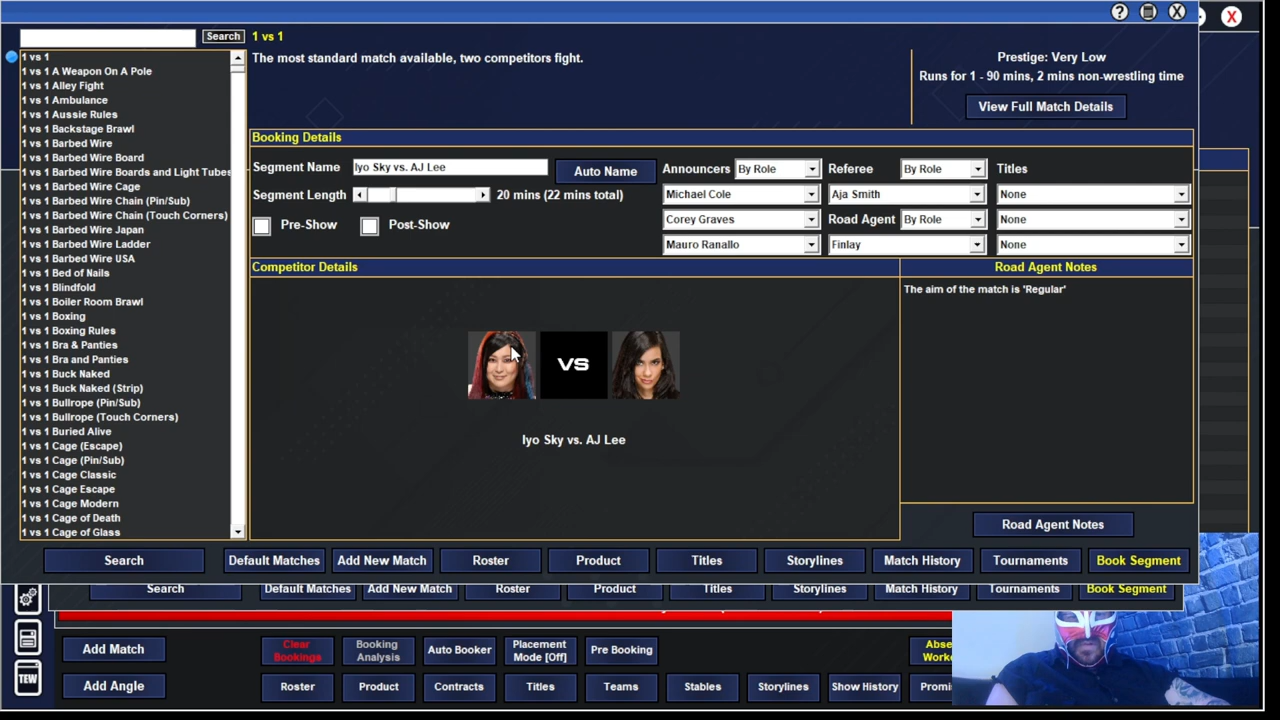 Search
1 vs 1
1 vs 1
The most standard match available, two competitors fight.
Prestige: Very Low
Runs for 1 - 90 mins, 2 mins non-wrestling time
View Full Match Details
1 vs 1 A Weapon On A Pole
1 vs 1 Alley Fight
1 vs 1 Ambulance
1 vs 1 Aussie Rules
1 vs 1 Backstage Brawl
1 vs 1 Barbed Wire
1 vs 1 Barbed Wire Board
1 vs 1 Barbed Wire Boards and Light Tubes
1 vs 1 Barbed Wire Cage
1 vs 1 Barbed Wire Chain (Pin/Sub)
1 vs 1 Barbed Wire Chain (Touch Corners)
1 vs 1 Barbed Wire Japan
1 vs 1 Barbed Wire Ladder
1 vs 1 Barbed Wire USA
1 vs 1 Bed of Nails
1 vs 1 Blindfold
1 vs 1 Boiler Room Brawl
1 vs 1 Boxing
1 vs 1 Boxing Rules
1 vs 1 Bra & Panties
1 vs 1 Bra and Panties
1 vs 1 Buck Naked
1 vs 1 Buck Naked (Strip)
1 vs 1 Bullrope (Pin/Sub)
1 vs 1 Bullrope (Touch Corners)
1 vs 1 Buried Alive
1 vs 1 Cage (Escape)
1 vs 1 Cage (Pin/Sub)
1 vs 1 Cage Classic
1 vs 1 Cage Escape
1 vs 1 Cage Modern
1 vs 1 Cage of Death
1 vs 1 Cage of Glass
Booking Details
Segment Name Iyo Sky vs. AJ Lee Auto Name
Segment Length 20 mins (22 mins total)
Pre-Show Post-Show
Announcers By Role Referee By Role Titles
Michael Cole Aja Smith None
Corey Graves Road Agent By Role None
Mauro Ranallo Finlay None
Competitor Details
VS
Iyo Sky vs. AJ Lee
Road Agent Notes
The aim of the match is 'Regular'
Road Agent Notes
Search Default Matches Add New Match Roster Product Titles Storylines Match History Tournaments Book Segment
Search Default Matches Add New Match Roster Product Titles Storylines Match History Tournaments Book Segment
Add Match Clear Bookings Booking Analysis Auto Booker Placement Mode [Off] Pre Booking
TEW Add Angle Roster Product Contracts Titles Teams Stables Storylines Show History